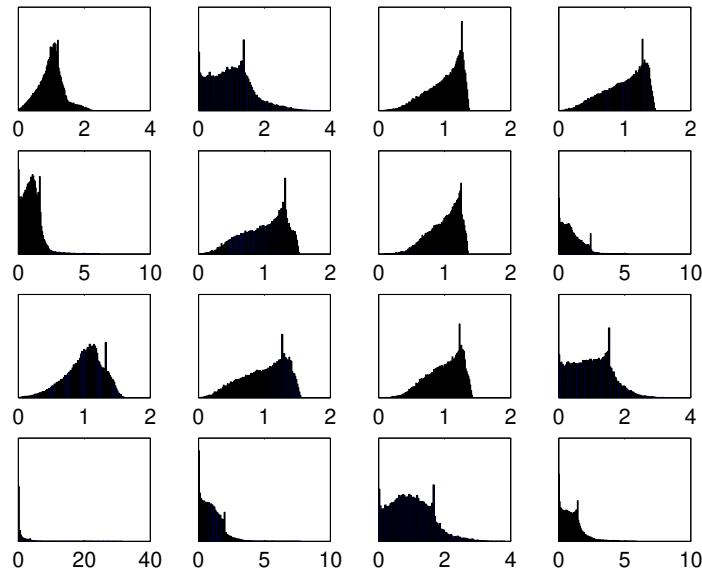 0 2 4 0 2 4 0 1 2 0 1 2
0 5 10 0 1 2 0 1 2 0 5 10
0 1 2 0 1 2 0 1 2 0 2 4
0 20 40 0 5 10 0 2 4 0 5 10